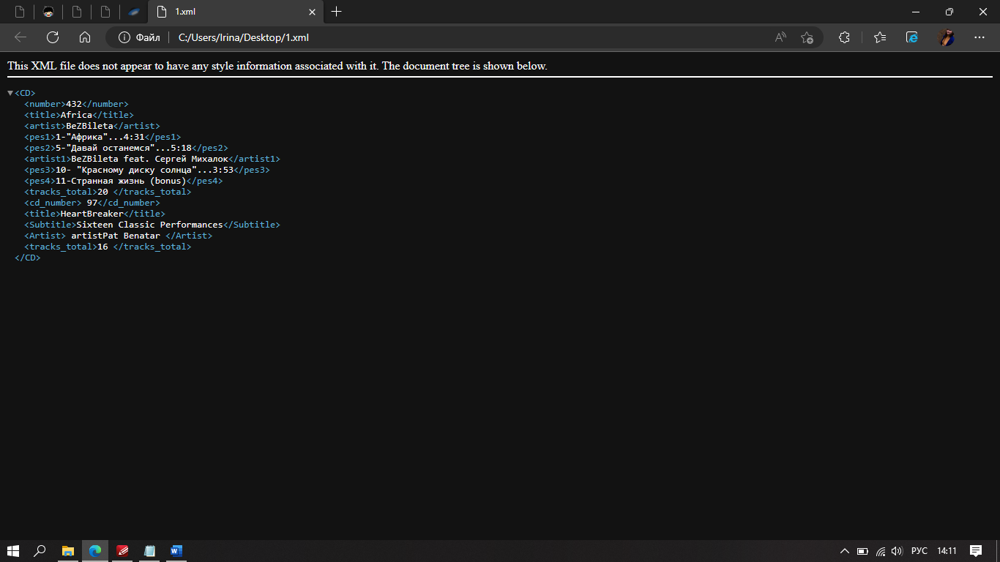 1.xml
Файл
C:/Users/Irina/Desktop/1.xml
This XML file does not appear to have any style information associated with it. The document tree is shown below.
<CD>
<number>432</number>
<title>Africa</title>
<artist>BeZBileta</artist>
<pes1>1-"Африка"...4:31</pes1>
<pes2>5-"Давай останемся"...5:18</pes2>
<artist1>BeZBileta feat. Сергей Михалок</artist1>
<pes3>10- "Красному диску солнца"...3:53</pes3>
<pes4>11-Странная жизнь (bonus)</pes4>
<tracks_total>20 </tracks_total>
<cd_number> 97</cd_number>
<title>HeartBreaker</title>
<Subtitle>Sixteen Classic Performances</Subtitle>
<Artist> artistPat Benatar </Artist>
<tracks_total>16 </tracks_total>
</CD>
РУС
14:11